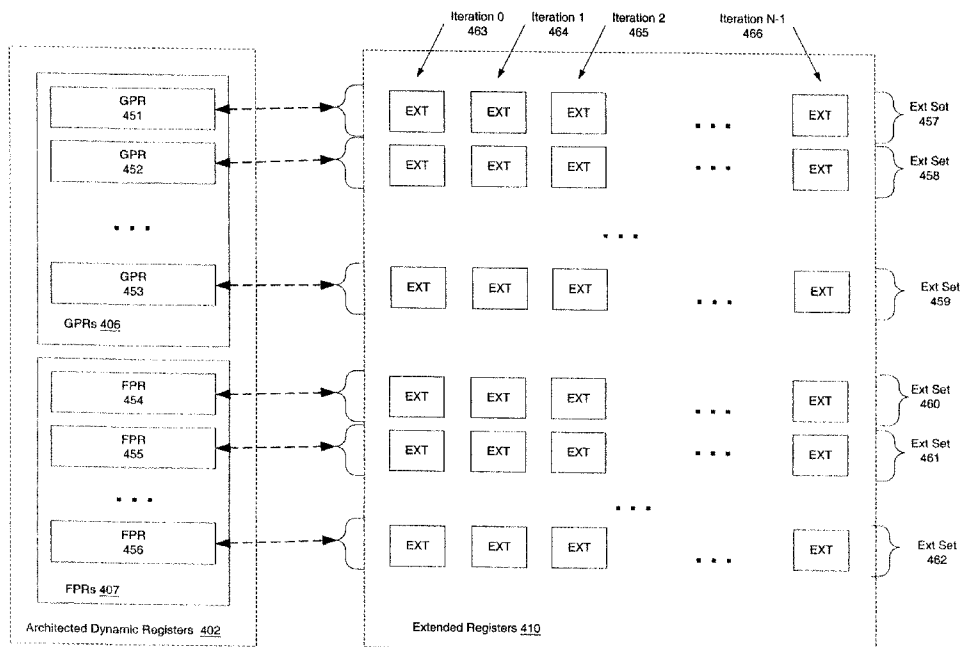 Iteration 0
463
Iteration 1
464
Iteration 2
465
Iteration N-1
466
GPR
451
EXT EXT EXT ... EXT
Ext Set
457
GPR
452
EXT EXT EXT ... EXT
Ext Set
458
... ...
GPR
453
EXT EXT EXT ... EXT
Ext Set
459
GPRs 406
FPR
454
EXT EXT EXT ... EXT
Ext Set
460
FPR
455
EXT EXT EXT ... EXT
Ext Set
461
... ...
FPR
456
EXT EXT EXT ... EXT
Ext Set
462
FPRs 407
Architected Dynamic Registers 402
Extended Registers 410